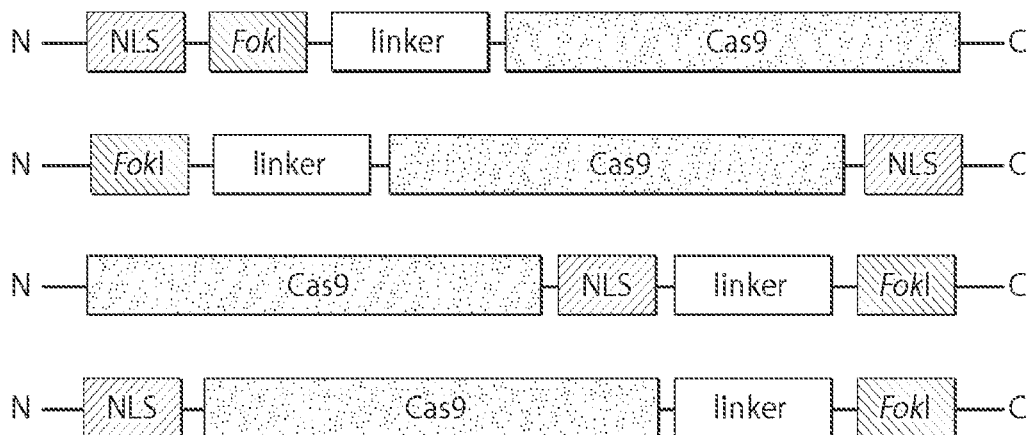 N NLS FokI linker Cas9 C
N FokI linker Cas9 NLS C
N Cas9 NLS linker FokI C
N NLS Cas9 linker FokI C